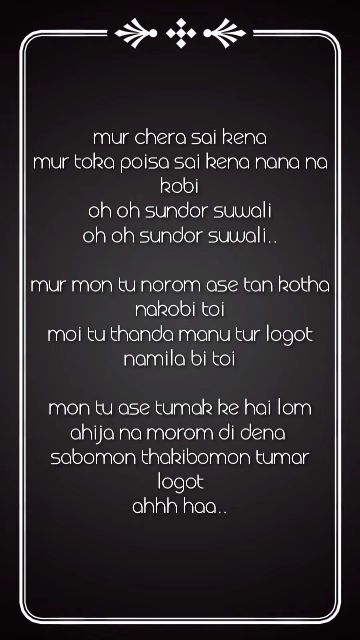 mur chera sai kena
mur toka poisa sai kena nana na
kobi
oh oh sundor suwali
oh oh sundor suwali..
mur mon tu norom ase tan kotha
nakobi toi
moi tu thanda manu tur logot
namila bi toi
mon tu ase tumak ke hai lom
ahija na morom di dena
sabomon thakibomon tumar
logot
ahhh haa..